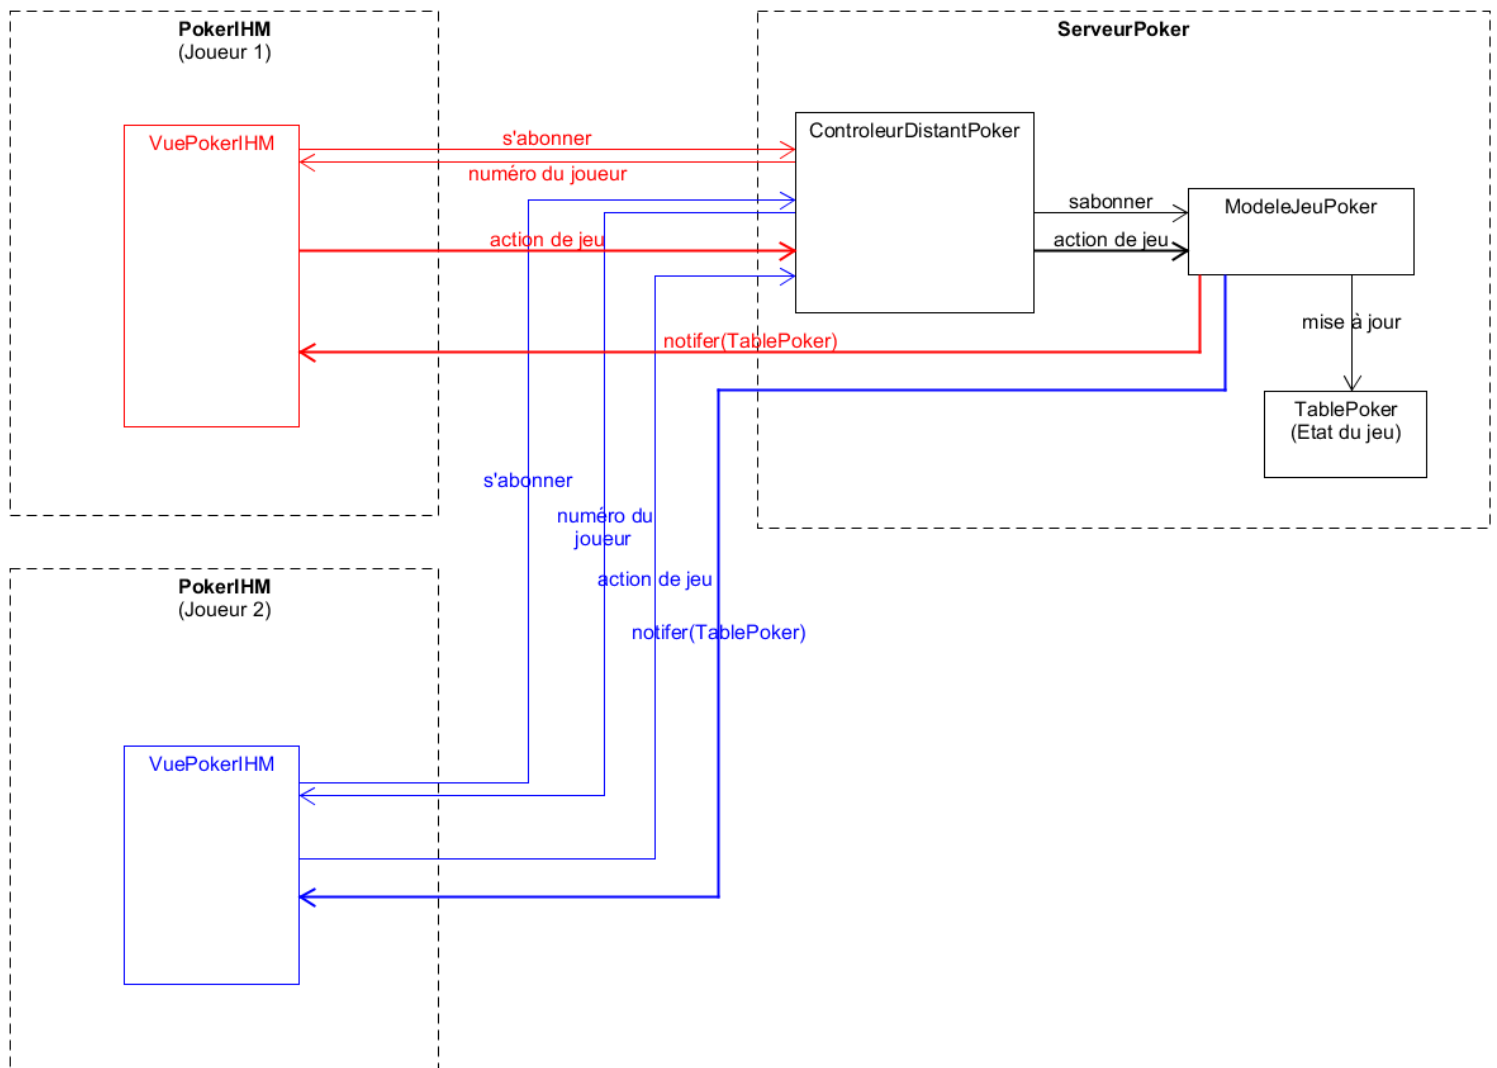 PokerIHM
(Joueur 1)
VuePokerIHM
s'abonner
numéro du joueur
action de jeu
notifer(TablePoker)
ServeurPoker
ControleurDistantPoker
sabonner
action de jeu
ModeleJeuPoker
mise à jour
TablePoker
(Etat du jeu)
s'abonner
numéro du
joueur
action de jeu
notifer(TablePoker)
PokerIHM
(Joueur 2)
VuePokerIHM